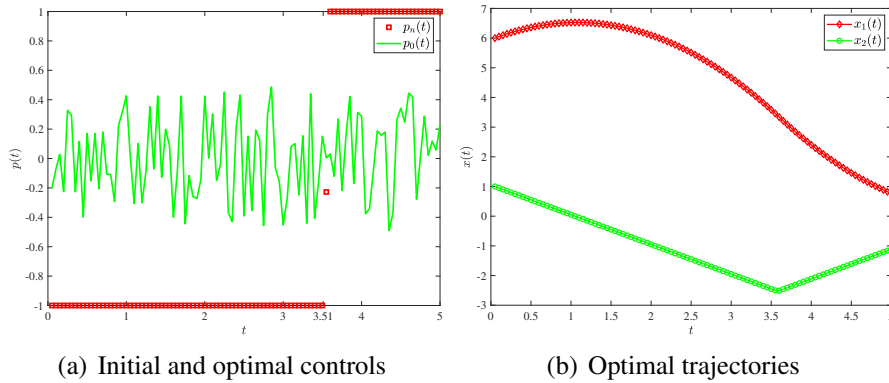 1
0.8
0.6
0.4
0.2
0
-0.2
-0.4
-0.6
-0.8
-1
p(t)
pₙ(t)
p₀(t)
0 1 2 3 3.51 4 5
t
(a) Initial and optimal controls
7
6
5
4
3
2
1
0
-1
-2
-3
x(t)
x₁(t)
x₂(t)
0 0.5 1 1.5 2 2.5 3 3.5 4 4.5 5
t
(b) Optimal trajectories